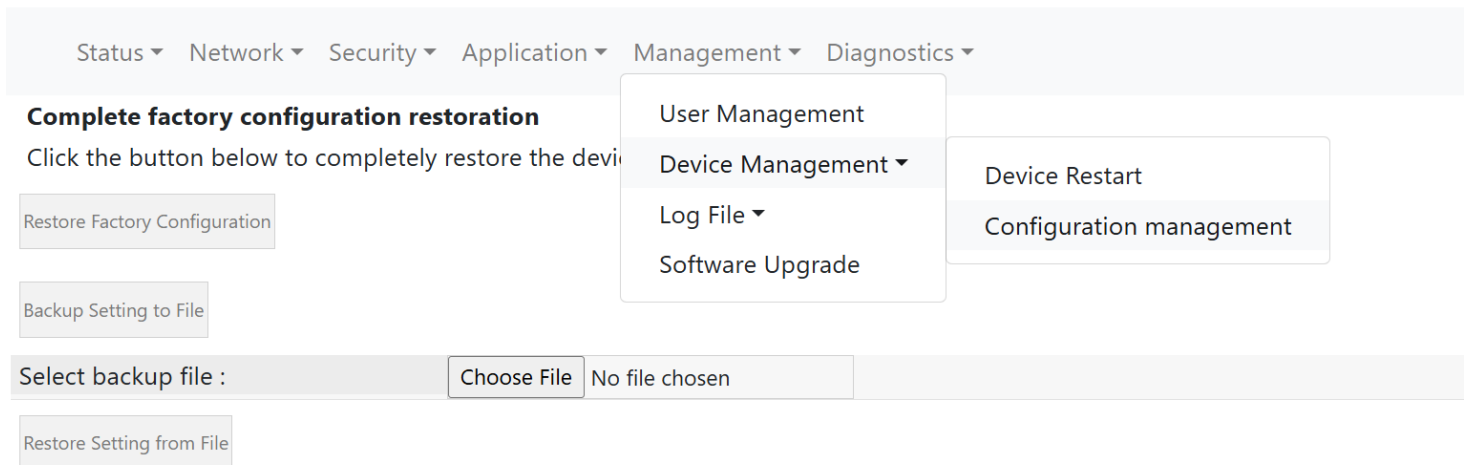 Status Network Security Application Management Diagnostics
Complete factory configuration restoration
Click the button below to completely restore the
User Management
Device Management
Device Restart
Log File
Configuration management
Software Upgrade
Restore Factory Configuration
Backup Setting to File
Select backup file : Choose File No file chosen
Restore Setting from File